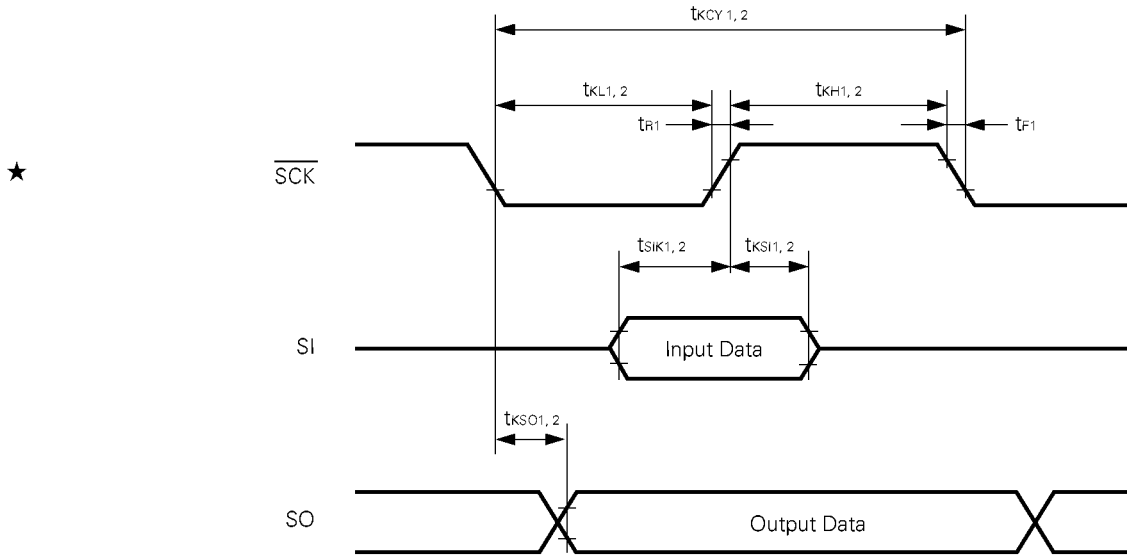 tKCY 1, 2
tKL1, 2 tKH1, 2
tR1 tF1
★ SCK
tSIK1, 2 tKSI1, 2
SI Input Data
tKSO1, 2
SO Output Data